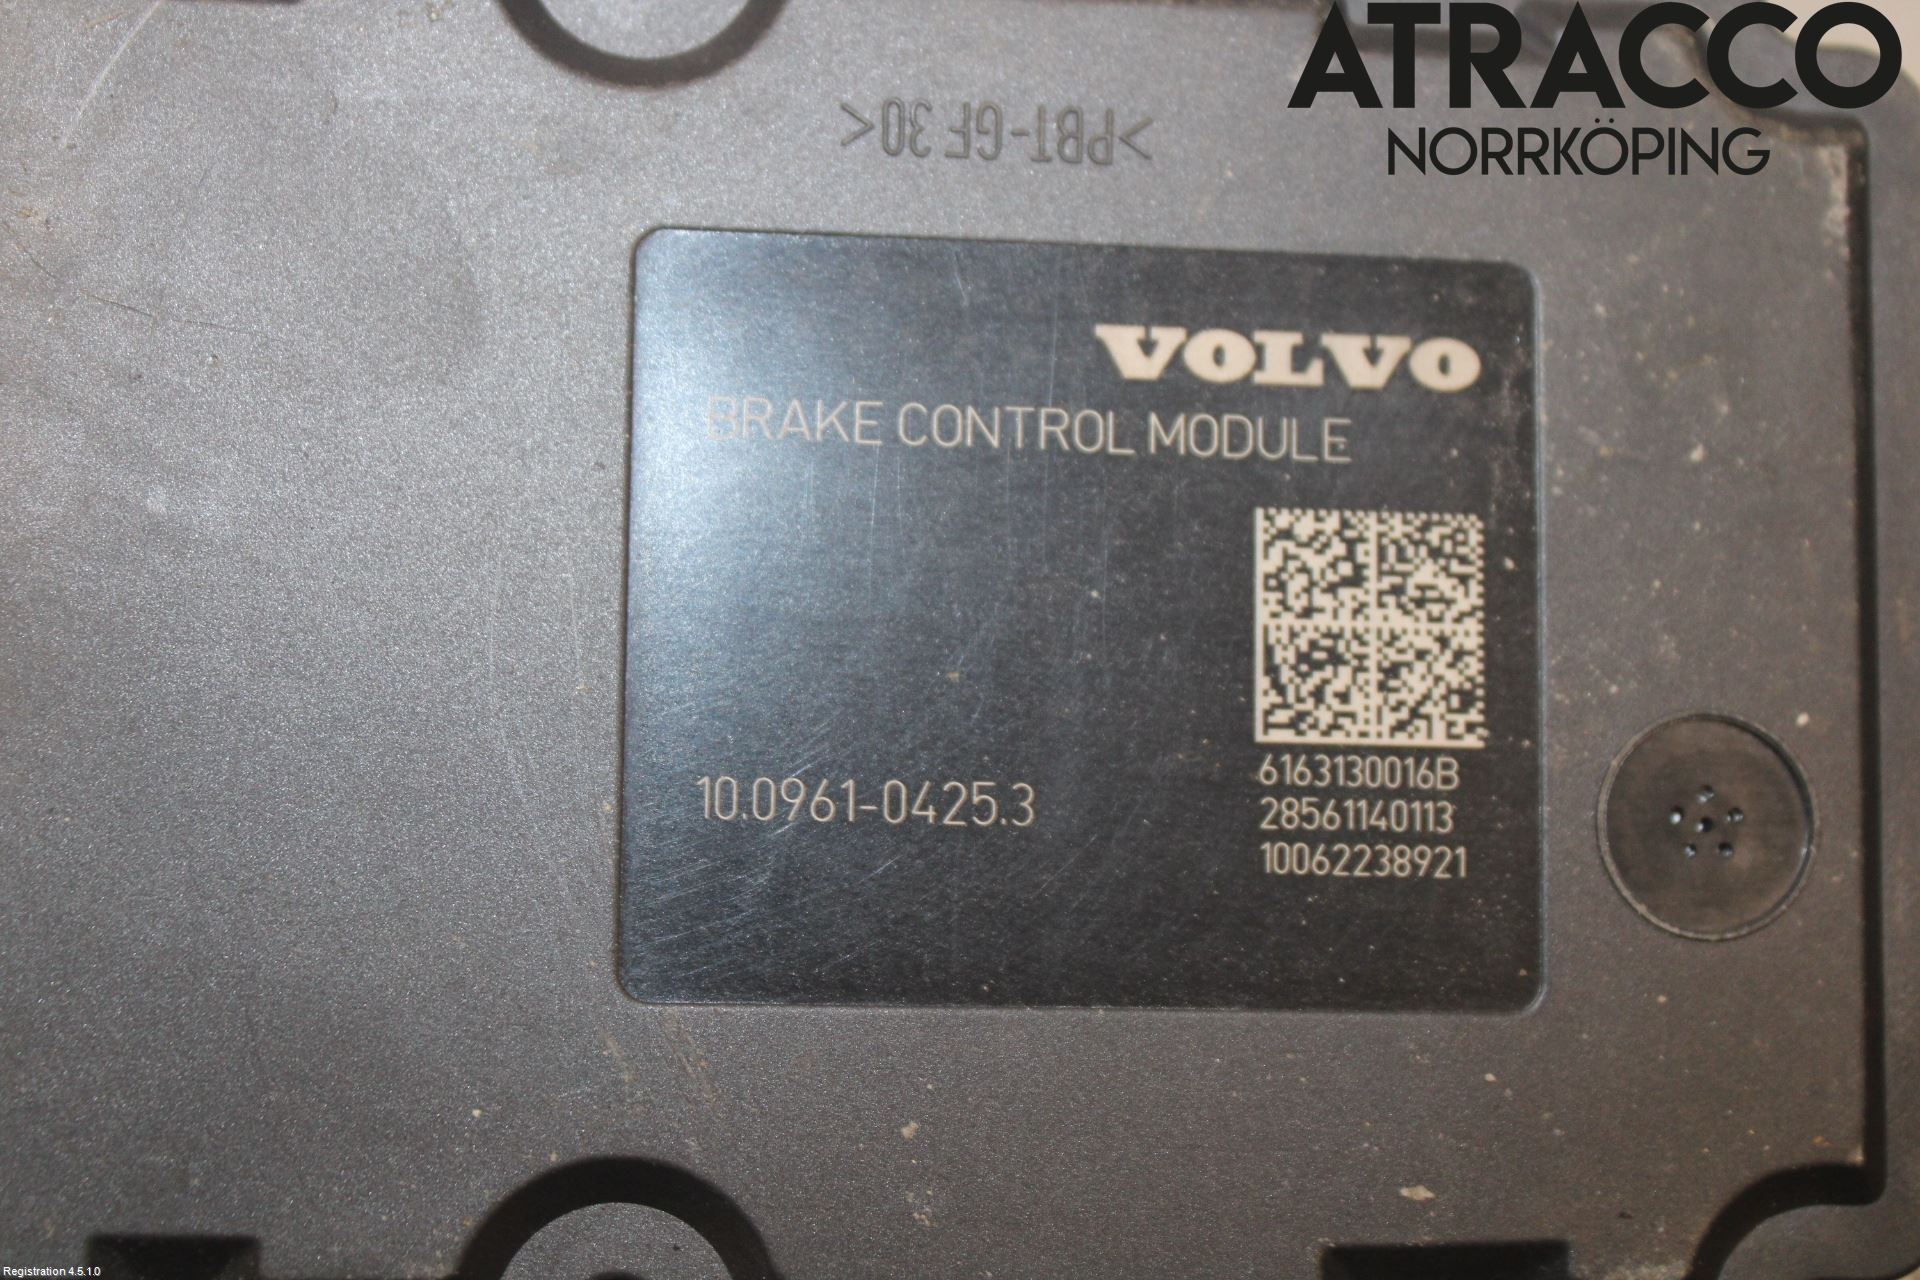 ATRACCO
NORRKÖPING
>PBT-GF 30<
VOLVO
BRAKE CONTROL MODULE
6163130016B
28561140113
10062238921
10.0961-0425.3
Registration 4.5.1.0